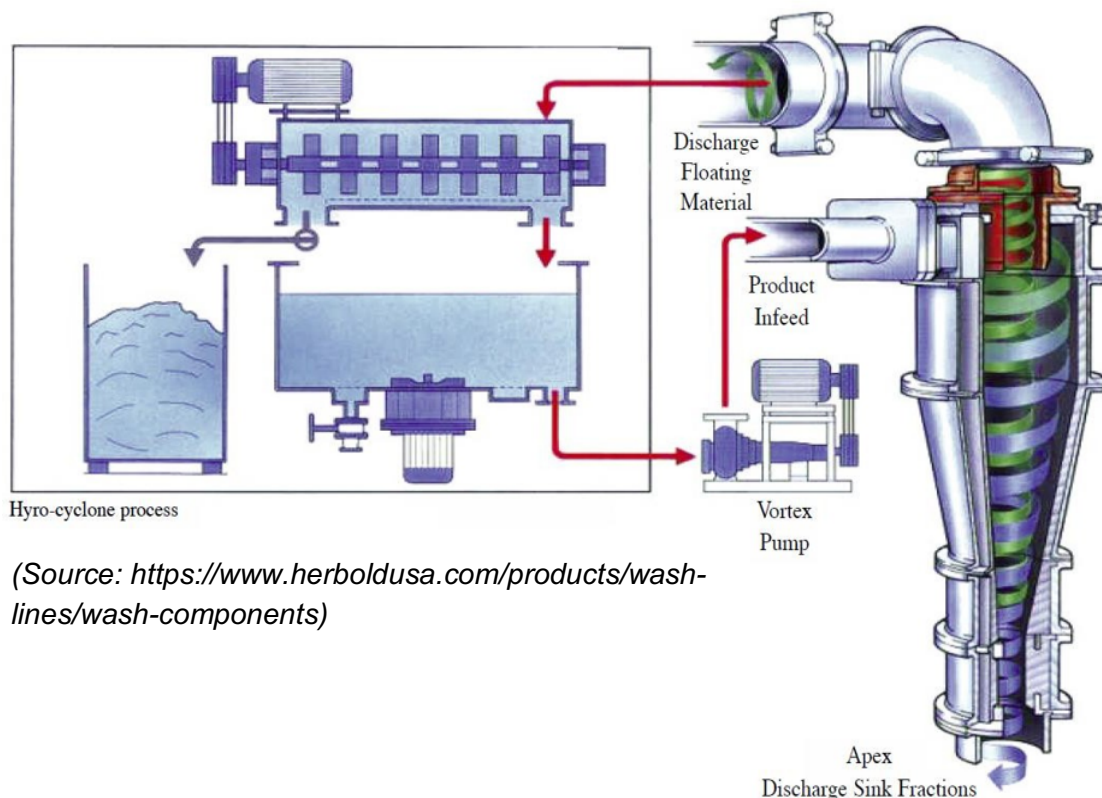 Discharge
Floating
Material
Product
Infeed
Vortex
Pump
Hyro-cyclone process
(Source: https://www.herboldusa.com/products/wash-
lines/wash-components)
Apex
Discharge Sink Fractions